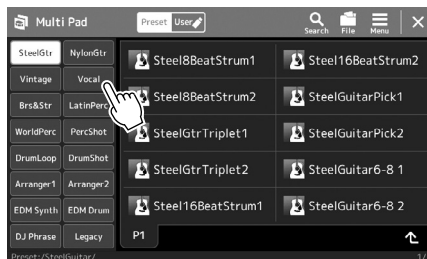 Multi Pad
Preset User
Search File Menu
SteelGtr NylonGtr
Vintage Vocal
Brs&Str LatinPerc
WorldPerc PercShot
DrumLoop DrumShot
Arranger1 Arranger2
EDM Synth EDM Drum
DJ Phrase Legacy
Steel8BeatStrum1 Steel16BeatStrum2
Steel8BeatStrum2 SteelGuitarPick1
SteelGtrTriplet1 SteelGuitarPick2
SteelGtrTriplet2 SteelGuitar6-8 1
Steel16BeatStrum1 SteelGuitar6-8 2
P1
Preset:/SteelGuitar/